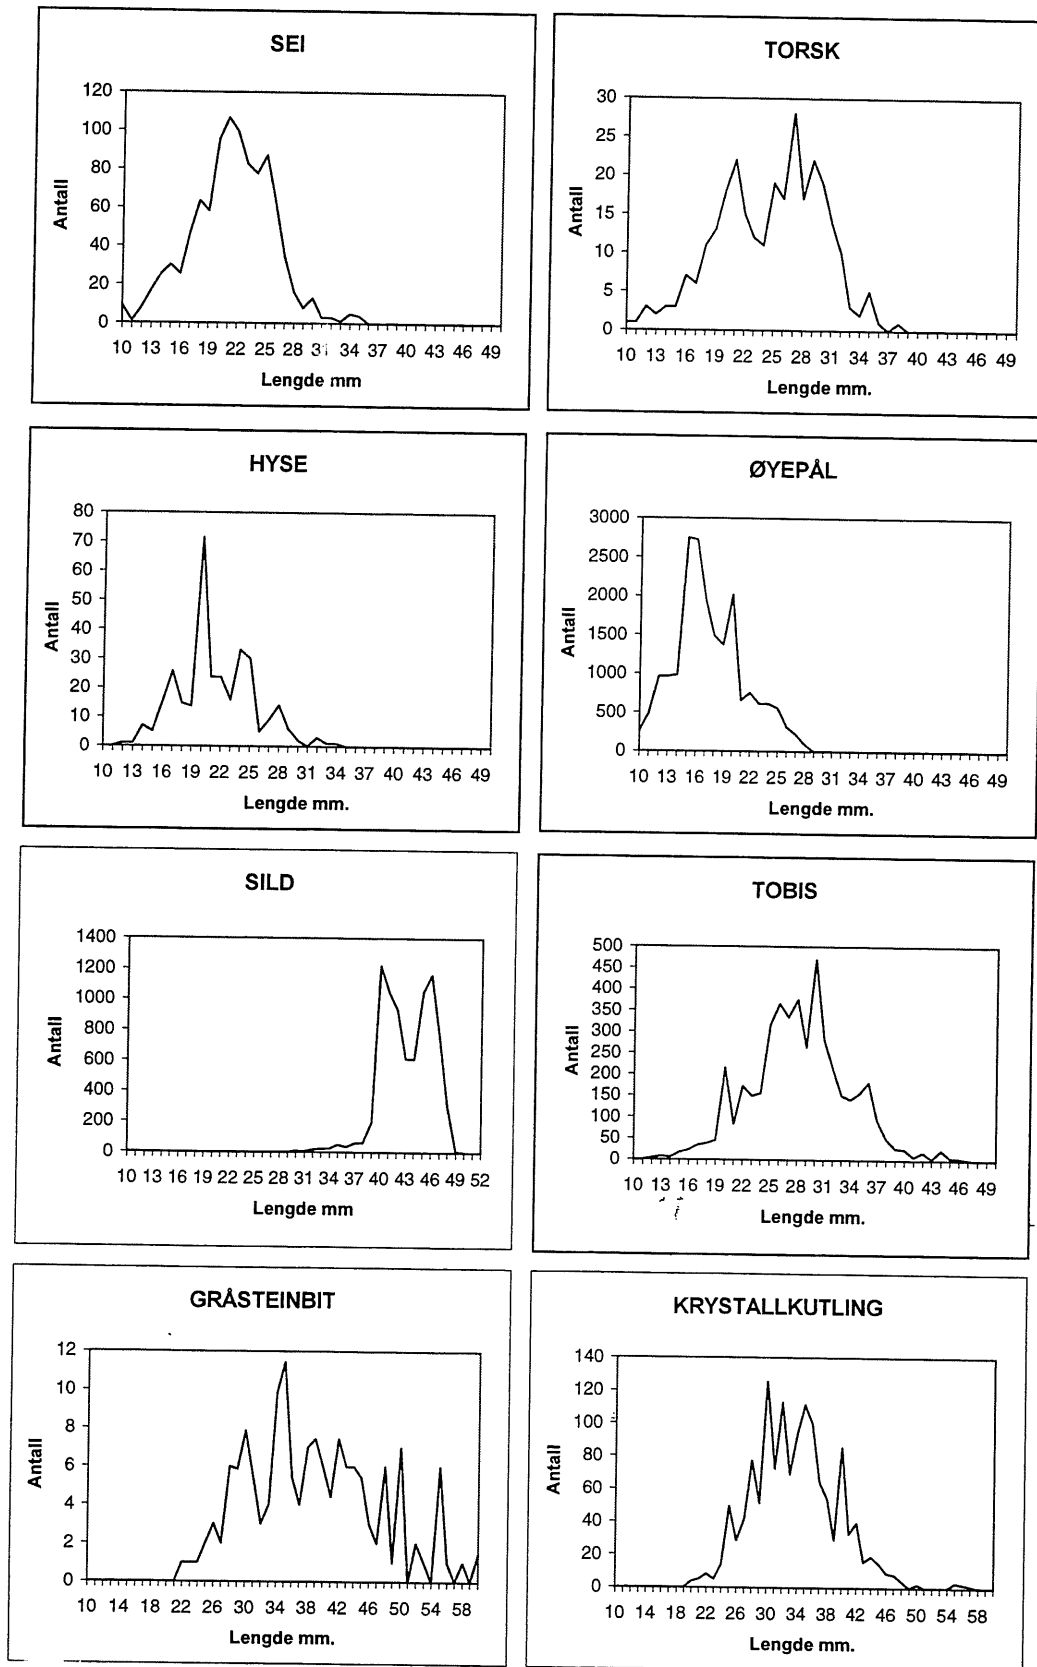 SEI
120
100
80
60
40
20
0
Antall
10 13 16 19 22 25 28 31 34 37 40 43 46 49
Lengde mm
TORSK
30
25
20
15
10
5
0
Antall
10 13 16 19 22 25 28 31 34 37 40 43 46 49
Lengde mm.
HYSE
80
70
60
50
40
30
20
10
0
Antall
10 13 16 19 22 25 28 31 34 37 40 43 46 49
Lengde mm.
ØYEPÅL
3000
2500
2000
1500
1000
500
0
Antall
10 13 16 19 22 25 28 31 34 37 40 43 46 49
Lengde mm.
SILD
1400
1200
1000
800
600
400
200
0
Antall
10 13 16 19 22 25 28 31 34 37 40 43 46 49 52
Lengde mm
TOBIS
500
450
400
350
300
250
200
150
100
50
0
Antall
10 13 16 19 22 25 28 31 34 37 40 43 46 49
Lengde mm.
GRÅSTEINBIT
12
10
8
6
4
2
0
Antall
10 14 18 22 26 30 34 38 42 46 50 54 58
Lengde mm.
KRYSTALLKUTLING
140
120
100
80
60
40
20
0
Antall
10 14 18 22 26 30 34 38 42 46 50 54 58
Lengde mm.